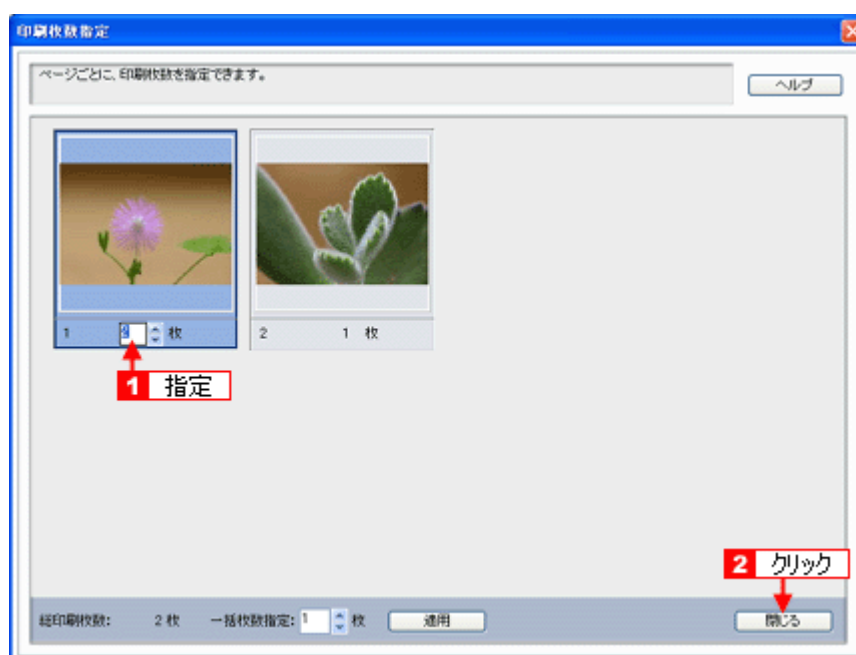 印刷枚数指定
ページごとに、印刷枚数を指定できます。
ヘルプ
1 枚
2 1 枚
1 指定
2 クリック
総印刷枚数: 2 枚 一括枚数指定: 1 枚 適用 閉じる